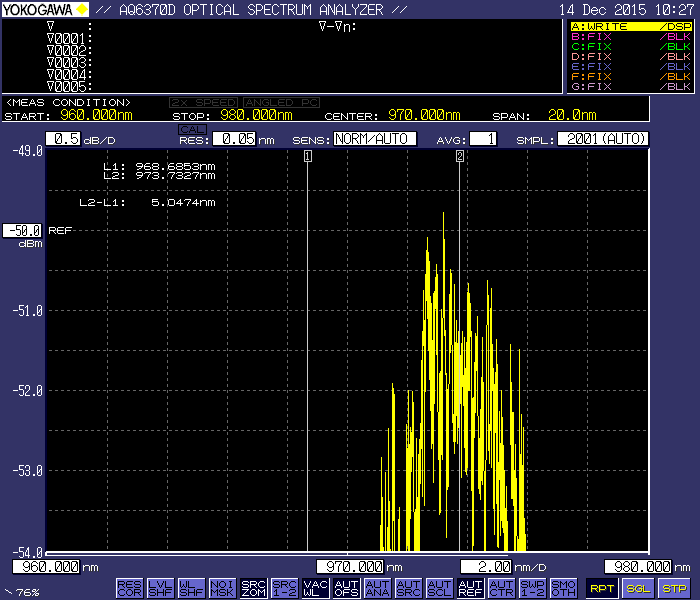 YOKOGAWA // AQ6370D OPTICAL SPECTRUM ANALYZER // 14 Dec 2015 10:27
∇ : ∇-∇n:
∇0001:
∇0002:
∇0003:
∇0004:
∇0005:
A:WRITE /DSP
B:FIX /BLK
C:FIX /BLK
D:FIX /BLK
E:FIX /BLK
F:FIX /BLK
G:FIX /BLK
<MEAS CONDITION> 2X SPEED ANGLED PC
START: 960.000nm STOP: 980.000nm CENTER: 970.000nm SPAN: 20.0nm
CAL
0.5 dB/D RES: 0.05 nm SENS: NORM/AUTO AVG: 1 SMPL: 2001(AUTO)
-49.0
1 2
L1: 968.6853nm
L2: 973.7327nm
L2-L1: 5.0474nm
-50.0 REF
dBm
-51.0
-52.0
-53.0
-54.0
960.000 nm 970.000 nm 2.00 nm/D 980.000 nm
76% RES COR LVL SHF WL SHF NOI MSK SRC ZOM SRC 1-2 VAC WL AUT OFS AUT ANA AUT SRC AUT SCL AUT REF AUT CTR SWP 1-2 SMO OTH RPT SGL STP